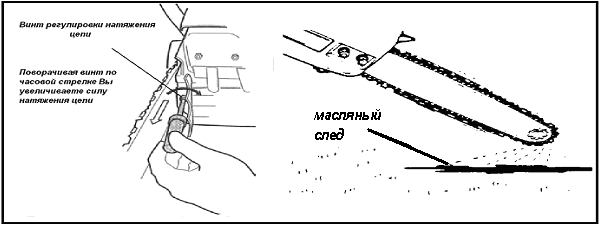 Винт регулировки натяжения
цепи
Поворачивая винт по
часовой стрелке Вы
увеличиваете силу
натяжения цепи
масляный
след